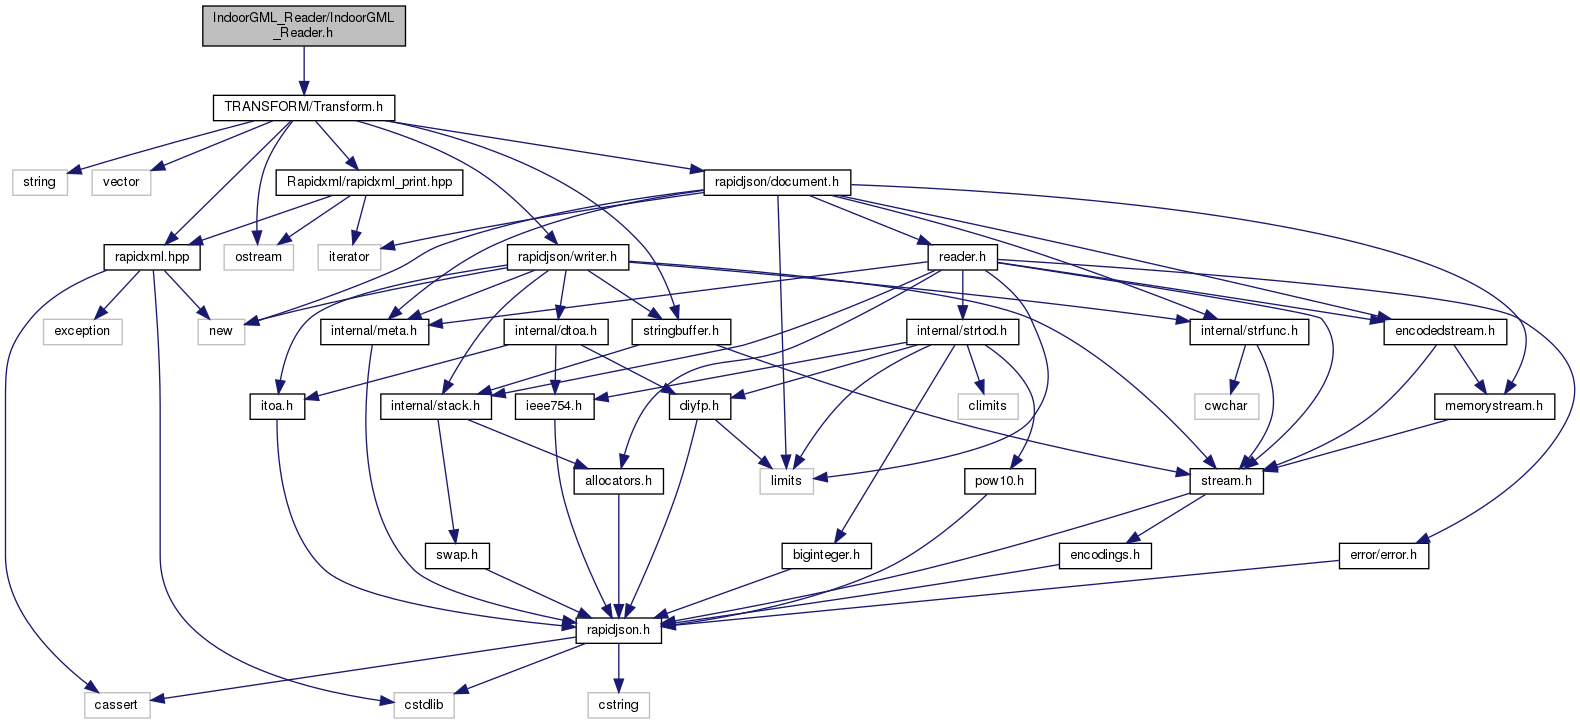 IndoorGML_Reader/IndoorGML
_Reader.h
TRANSFORM/Transform.h
string
vector
Rapidxml/rapidxml_print.hpp
rapidjson/document.h
rapidxml.hpp
ostream
iterator
rapidjson/writer.h
reader.h
exception
new
internal/meta.h
internal/dtoa.h
stringbuffer.h
internal/strtod.h
internal/strfunc.h
encodedstream.h
itoa.h
internal/stack.h
ieee754.h
diyfp.h
climits
cwchar
memorystream.h
allocators.h
limits
pow10.h
stream.h
swap.h
biginteger.h
encodings.h
error/error.h
rapidjson.h
cassert
cstdlib
cstring